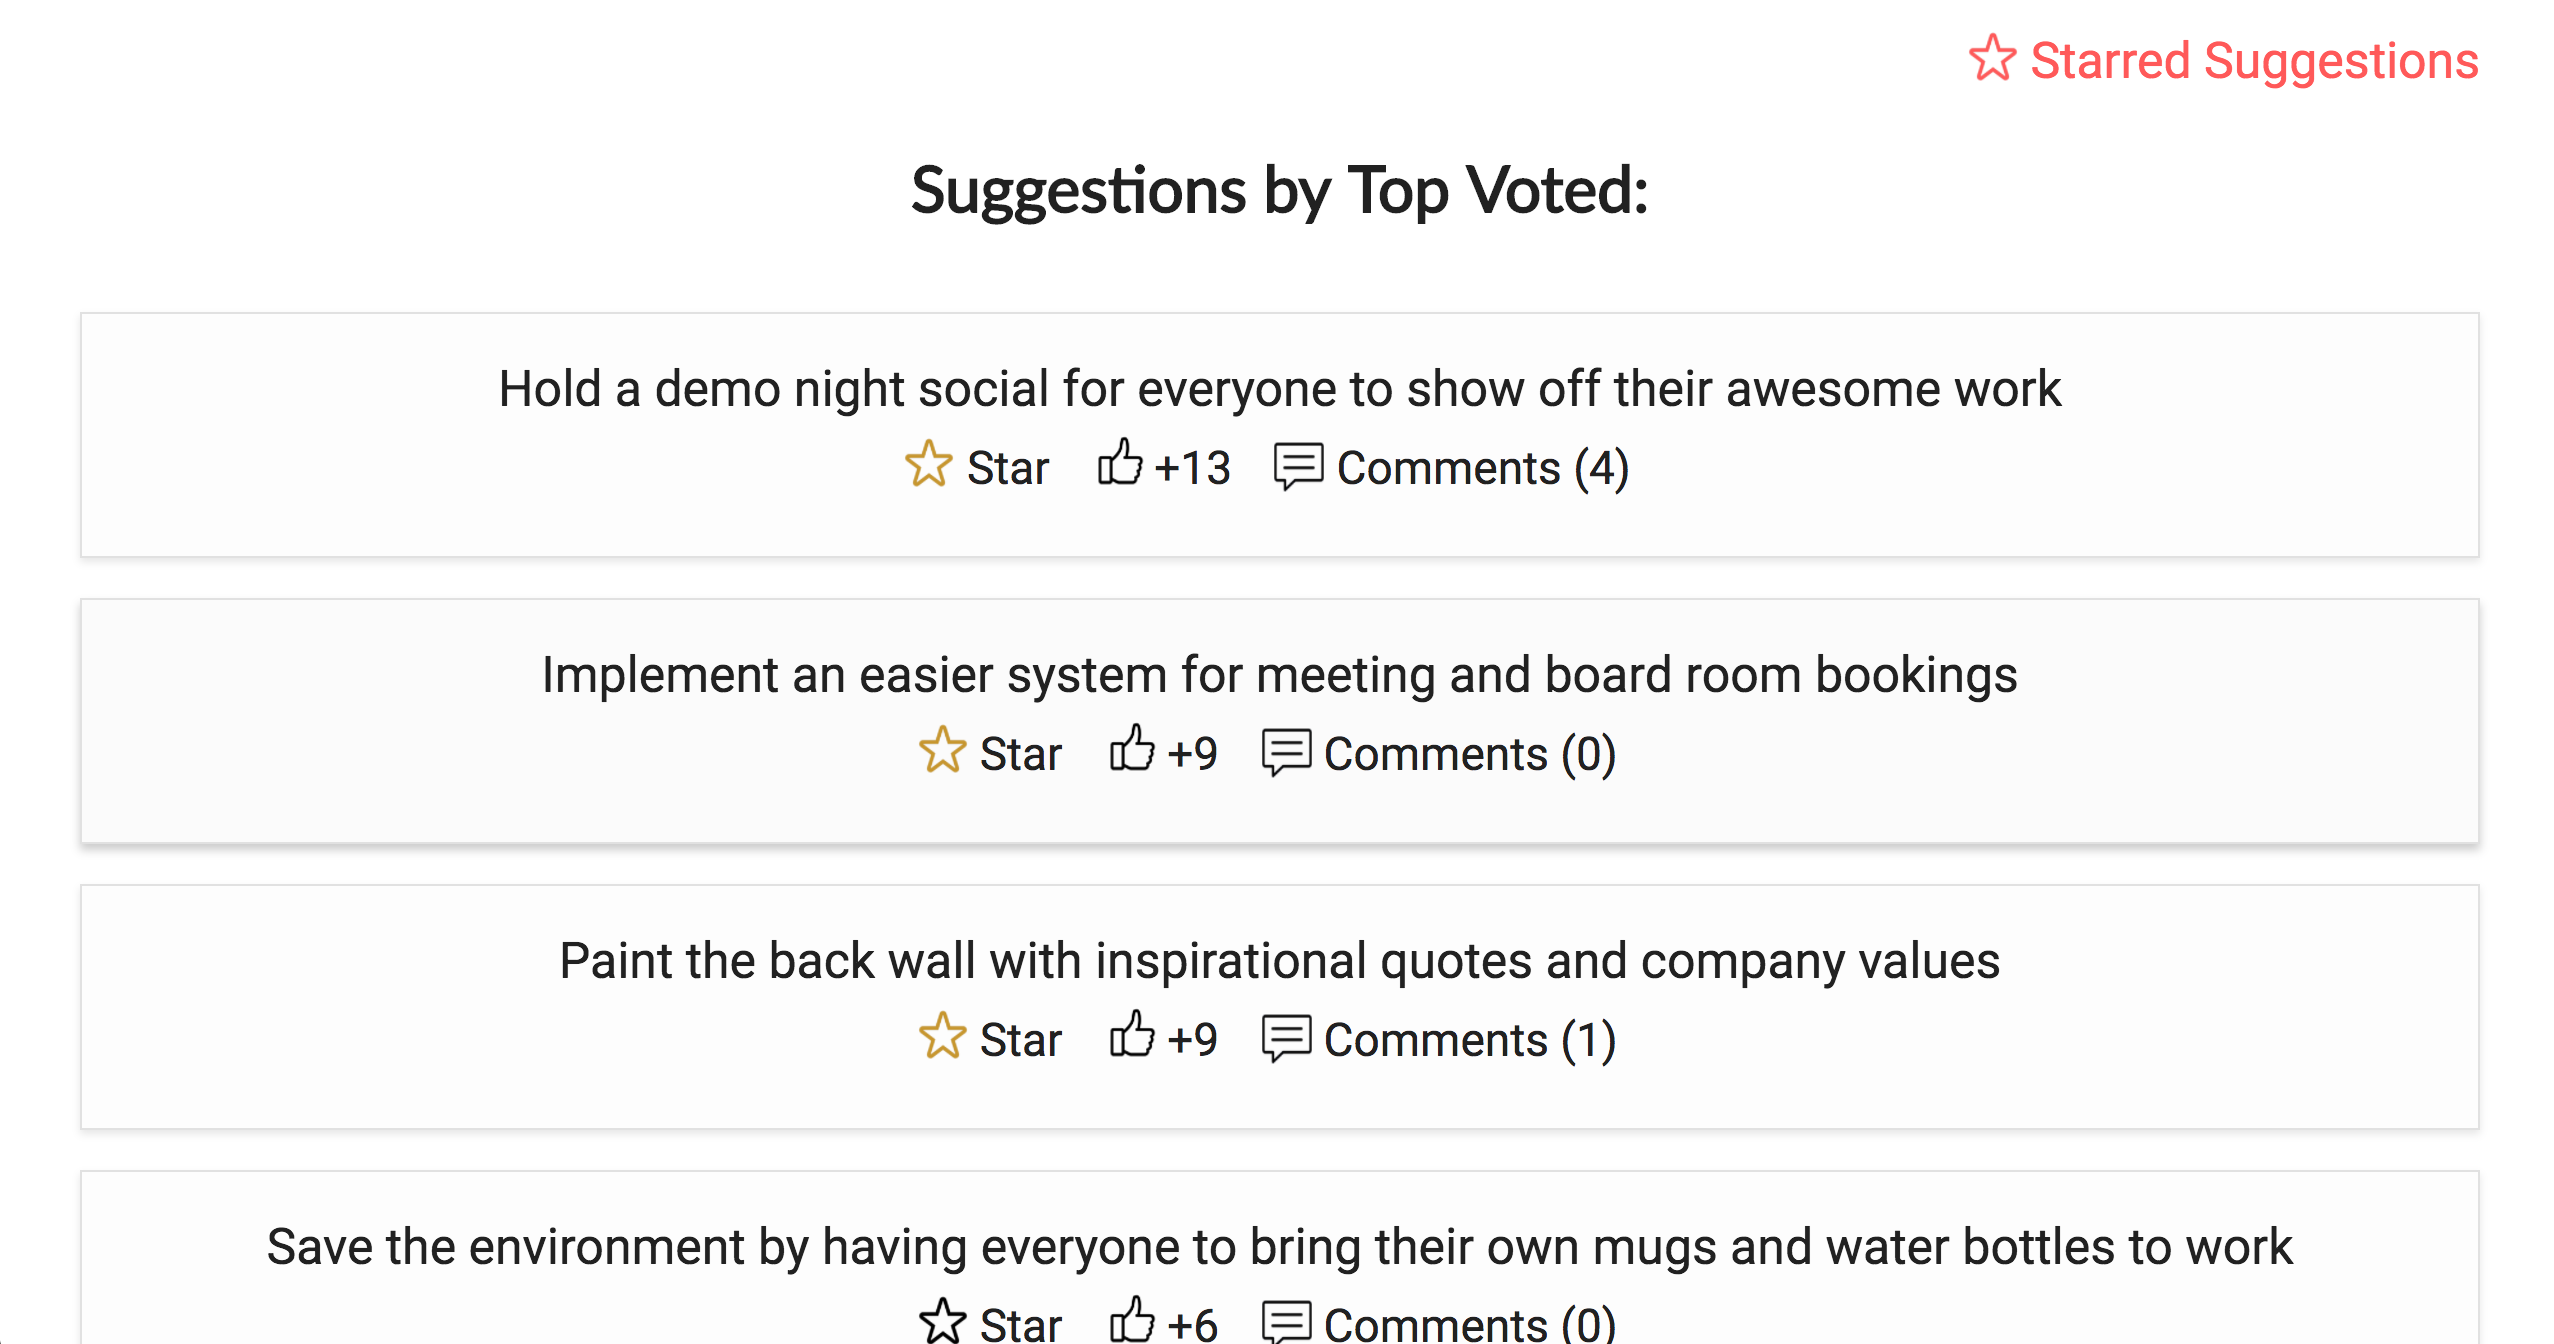 Starred Suggestions
Suggestions by Top Voted:
Hold a demo night social for everyone to show off their awesome work
Star +13 Comments (4)
Implement an easier system for meeting and board room bookings
Star +9 Comments (0)
Paint the back wall with inspirational quotes and company values
Star +9 Comments (1)
Save the environment by having everyone to bring their own mugs and water bottles to work
Star +6 Comments (0)